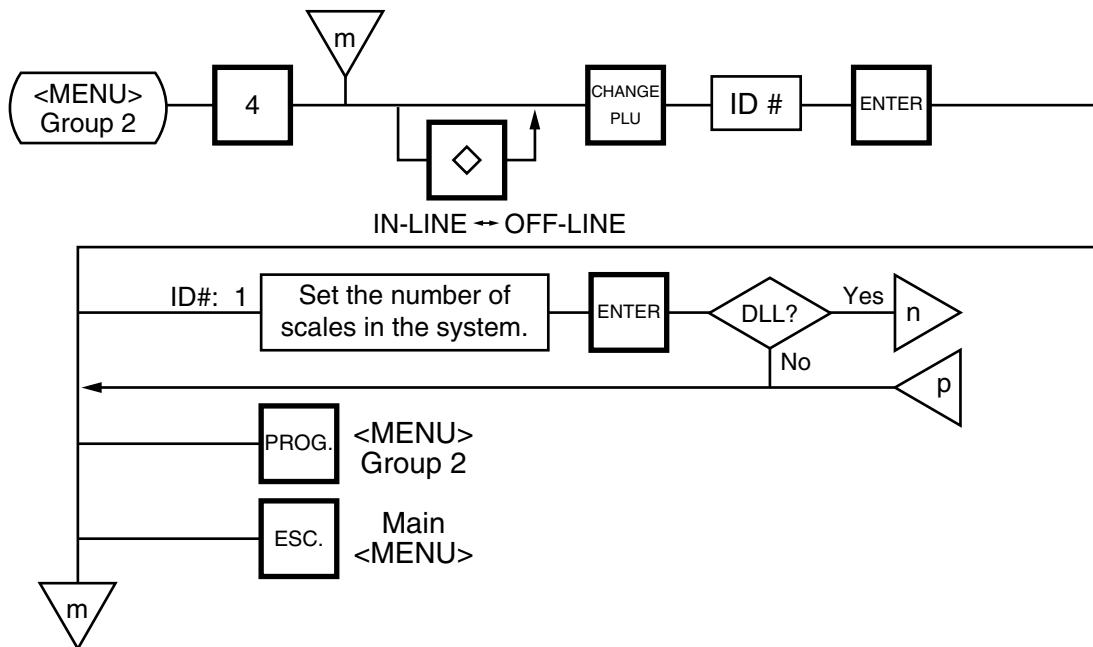 m
<MENU>
Group 2
4
CHANGE
PLU
ID #
ENTER
IN-LINE ↔ OFF-LINE
ID#: 1
Set the number of
scales in the system.
ENTER
DLL?
Yes
n
No
p
PROG.
<MENU>
Group 2
ESC.
Main
<MENU>
m